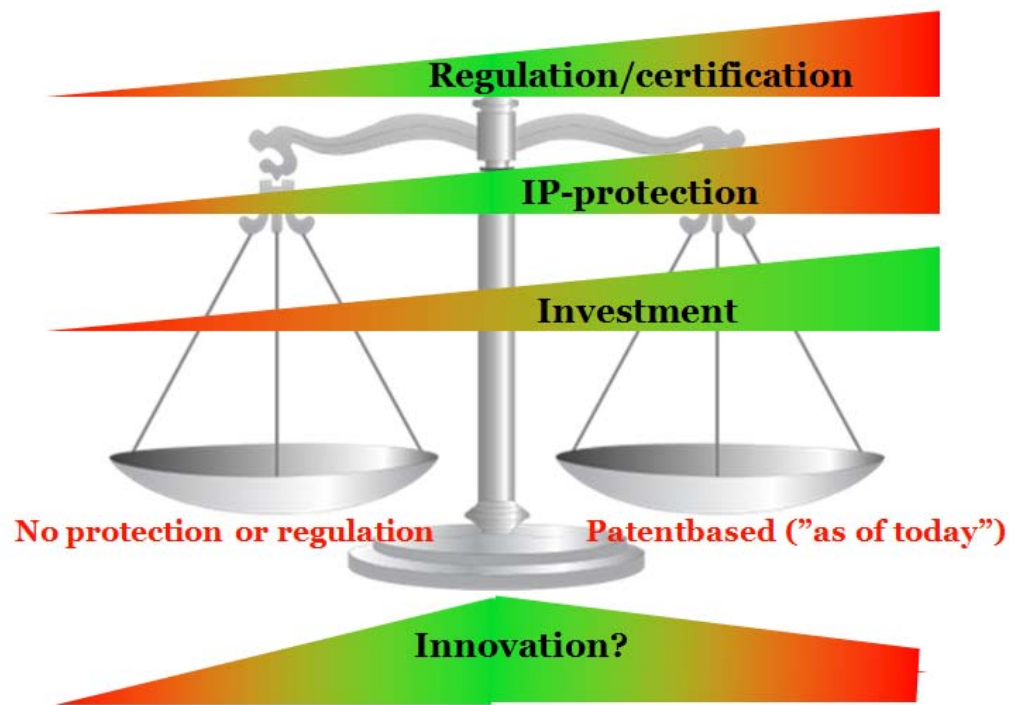 Regulation/certification
IP-protection
Investment
No protection or regulation
Patentbased (”as of today”)
Innovation?